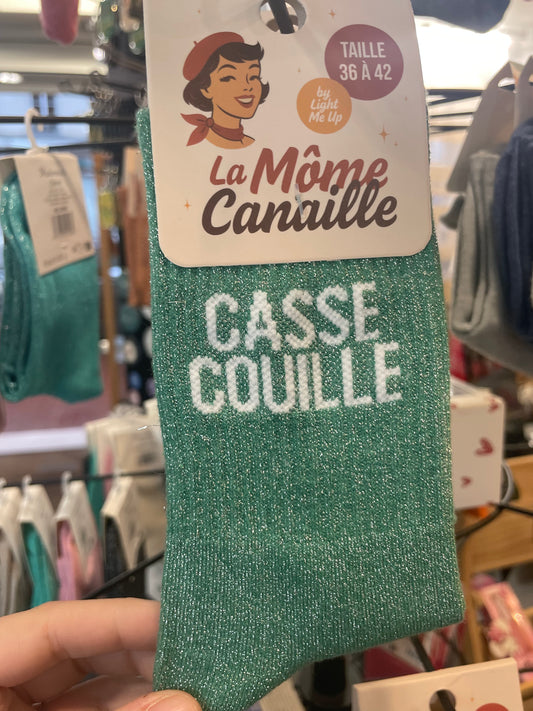 TAILLE
36 À 42
by
Light
Me Up
La Môme
Canaille
CASSE
COUILLE